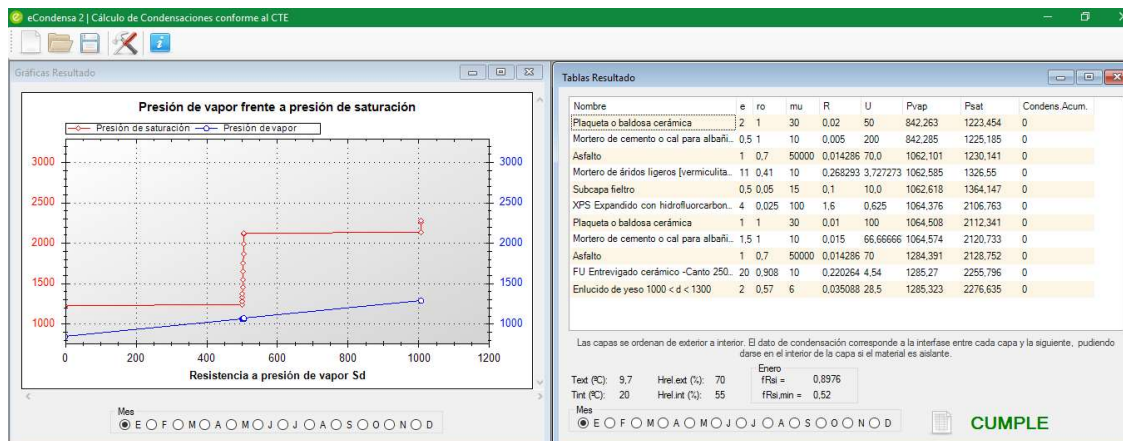 eCondensa 2 | Cálculo de Condensaciones conforme al CTE
Gráficas Resultado
Presión de vapor frente a presión de saturación
Presión de saturación Presión de vapor
3000 3000
2500 2500
2000 2000
1500 1500
1000 1000
0 200 400 600 800 1000 1200
Resistencia a presión de vapor Sd
Mes
E F M A M J J A S O N D
Tablas Resultado
Nombre e ro mu R U Pvap Psat Condens.Acum.
Plaqueta o baldosa cerámica 2 1 30 0,02 50 842,263 1223,454 0
Mortero de cemento o cal para albañi... 0,5 1 10 0,005 200 842,285 1225,185 0
Asfalto 1 0,7 50000 0,014286 70,0 1062,101 1230,141 0
Mortero de áridos ligeros [vermiculita... 11 0,41 10 0,268293 3,727273 1062,585 1326,55 0
Subcapa fieltro 0,5 0,05 15 0,1 10,0 1062,618 1364,147 0
XPS Expandido con hidrofluorcarbon... 4 0,025 100 1,6 0,625 1064,376 2106,763 0
Plaqueta o baldosa cerámica 1 1 30 0,01 100 1064,508 2112,341 0
Mortero de cemento o cal para albañi... 1,5 1 10 0,015 66,66666 1064,574 2120,733 0
Asfalto 1 0,7 50000 0,014286 70 1284,391 2128,752 0
FU Entrevigado cerámico -Canto 250... 20 0,908 10 0,220264 4,54 1285,27 2255,796 0
Enlucido de yeso 1000 < d < 1300 2 0,57 6 0,035088 28,5 1285,323 2276,635 0
Las capas se ordenan de exterior a interior. El dato de condensación corresponde a la interfase entre cada capa y la siguiente, pudiendo
darse en el interior de la capa si el material es aislante.
Enero
Text (ºC): 9,7 Hrel.ext (%): 70 fRsi = 0,8976
Tint (ºC): 20 Hrel.int (%): 55 fRsi,min = 0,52
Mes
E F M A M J J A S O N D
CUMPLE